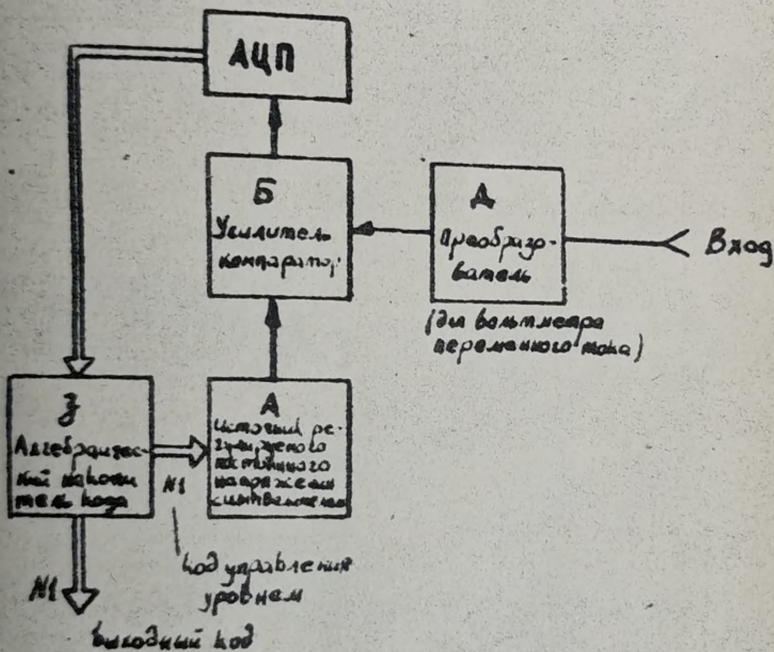 АЦП
Б
Усилитель
компаратор
Д
Преобразо-
ватель
Вход
(для вольтметра
переменного тока)
З
Алгебраичес-
кий накопи
тель кода
А
Источник ре-
гулируемого
постоянного
напряжения
N1
Код управления
уровнем
N1
Выходной код